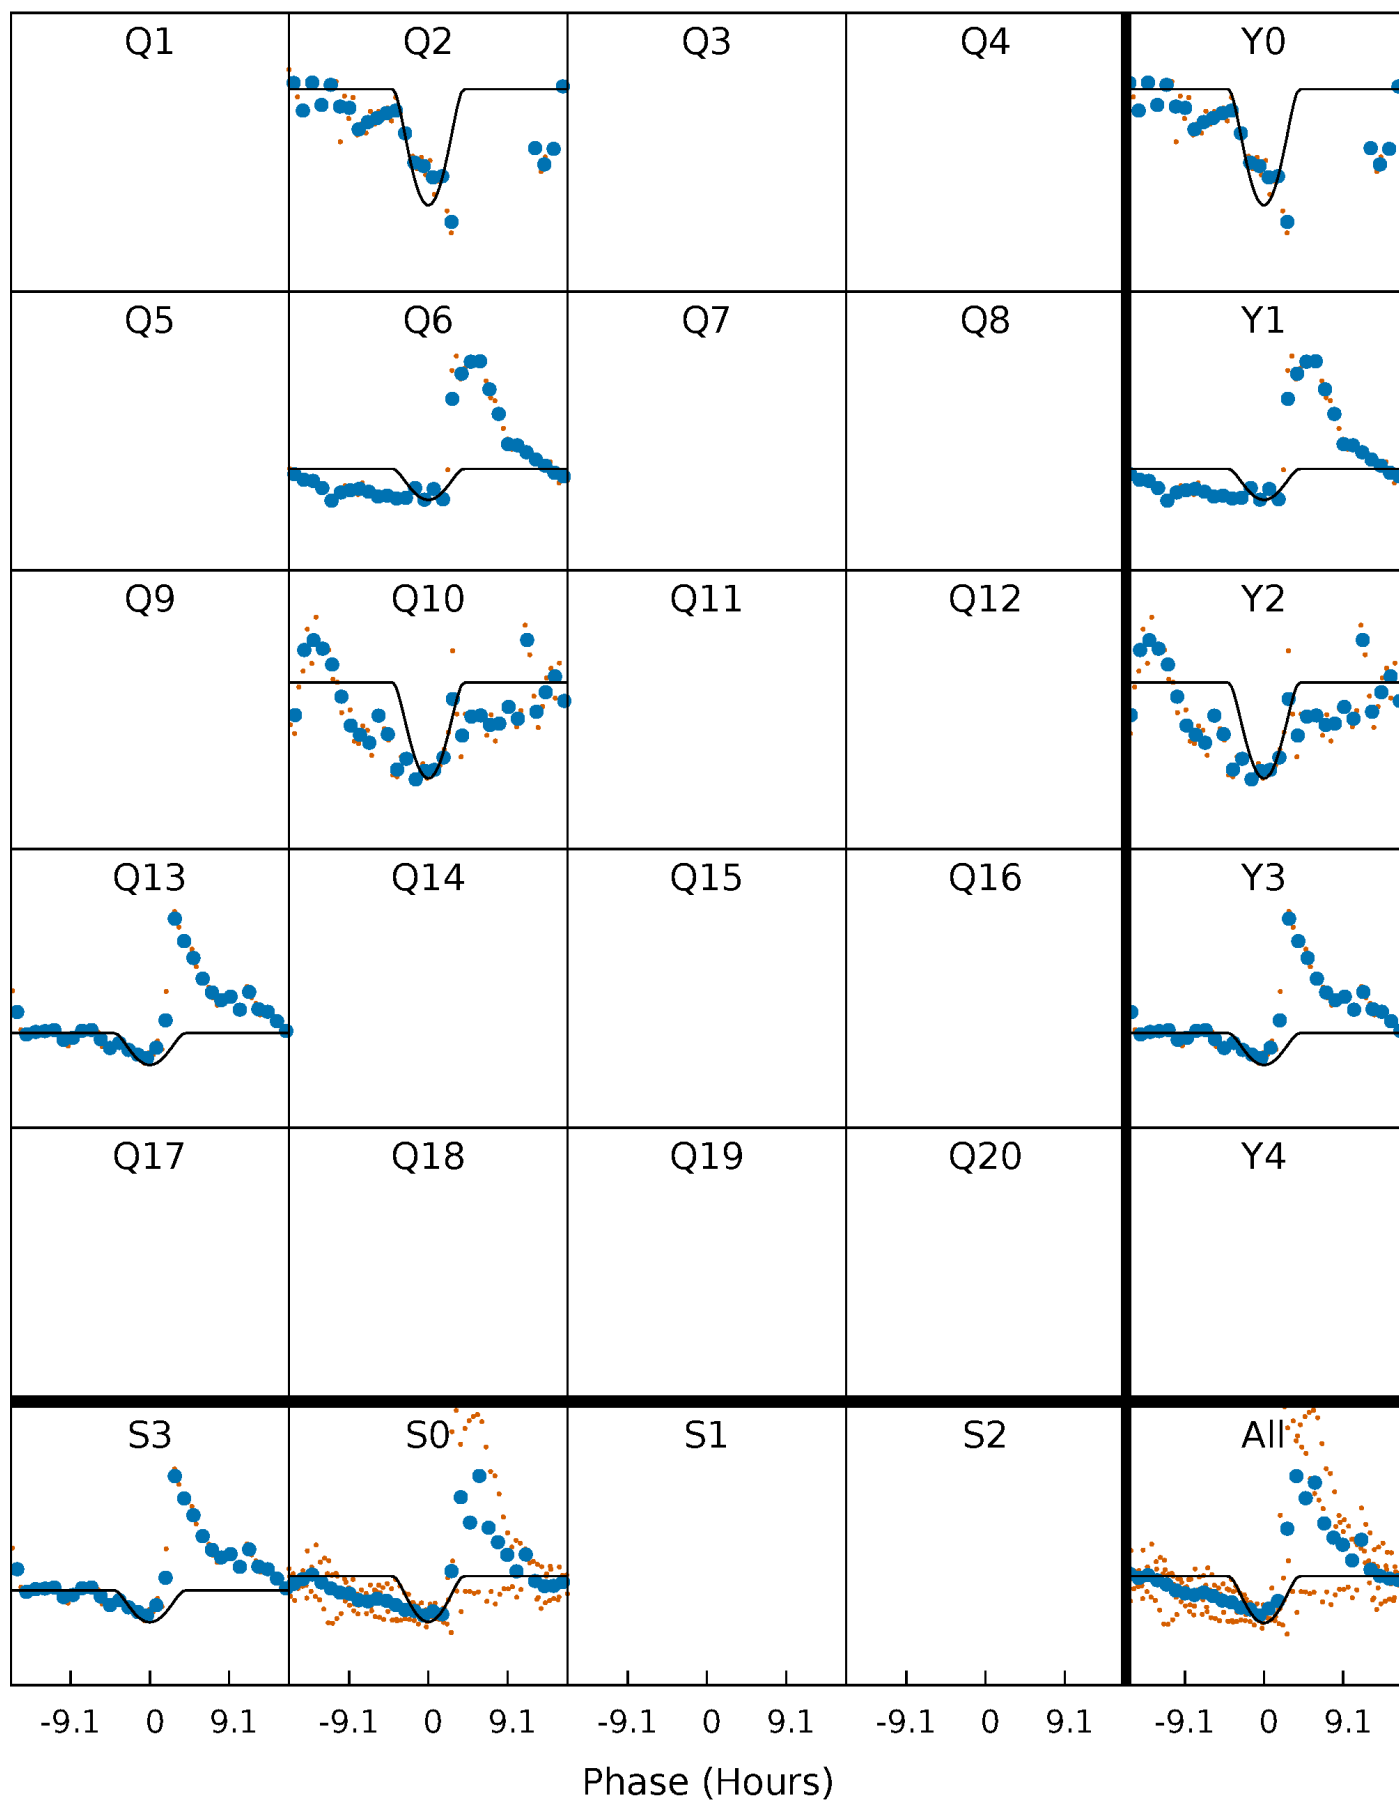 Q1 Q2 Q3 Q4 Y0
Q5 Q6 Q7 Q8 Y1
Q9 Q10 Q11 Q12 Y2
Q13 Q14 Q15 Q16 Y3
Q17 Q18 Q19 Q20 Y4
S3 S0 S1 S2 All
-9.1 0 9.1 -9.1 0 9.1 -9.1 0 9.1 -9.1 0 9.1 -9.1 0 9.1
Phase (Hours)